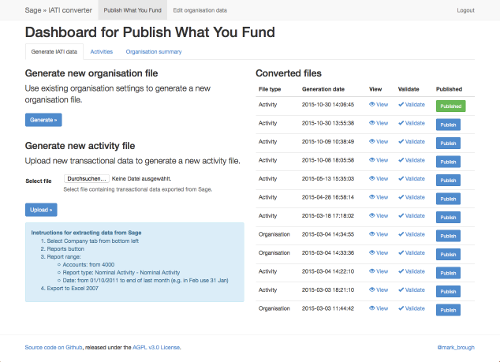 Sage » IATI converter Publish What You Fund Edit organisation data Logout
Dashboard for Publish What You Fund
Generate IATI data Activities Organisation summary
Generate new organisation file
Use existing organisation settings to generate a new
organisation file.
Generate »
Generate new activity file
Upload new transactional data to generate a new activity file.
Select file Durchsuchen... Keine Datei ausgewählt.
Select file containing transactional data exported from Sage.
Upload »
Instructions for extracting data from Sage
1. Select Company tab from bottom left
2. Reports button
3. Report range:
Accounts: from 4000
Report type: Nominal Activity - Nominal Activity
Date: from 01/10/2011 to end of last month (e.g. in Feb use 31 Jan)
4. Export to Excel 2007
Converted files
File type Generation date View Validate Published
Activity 2015-10-30 14:06:45 View Validate Published
Activity 2015-10-30 13:55:36 View Validate Publish
Activity 2015-10-09 10:38:49 View Validate Publish
Activity 2015-10-08 16:05:58 View Validate Publish
Activity 2015-05-13 15:35:03 View Validate Publish
Activity 2015-04-28 16:58:14 View Validate Publish
Activity 2015-03-16 17:18:02 View Validate Publish
Organisation 2015-03-04 14:34:55 View Validate Publish
Organisation 2015-03-04 14:33:36 View Validate Publish
Activity 2015-03-04 14:22:10 View Validate Publish
Activity 2015-03-03 18:21:10 View Validate Publish
Organisation 2015-03-03 11:44:42 View Validate Publish
Source code on Github, released under the AGPL v3.0 License. @mark_brough